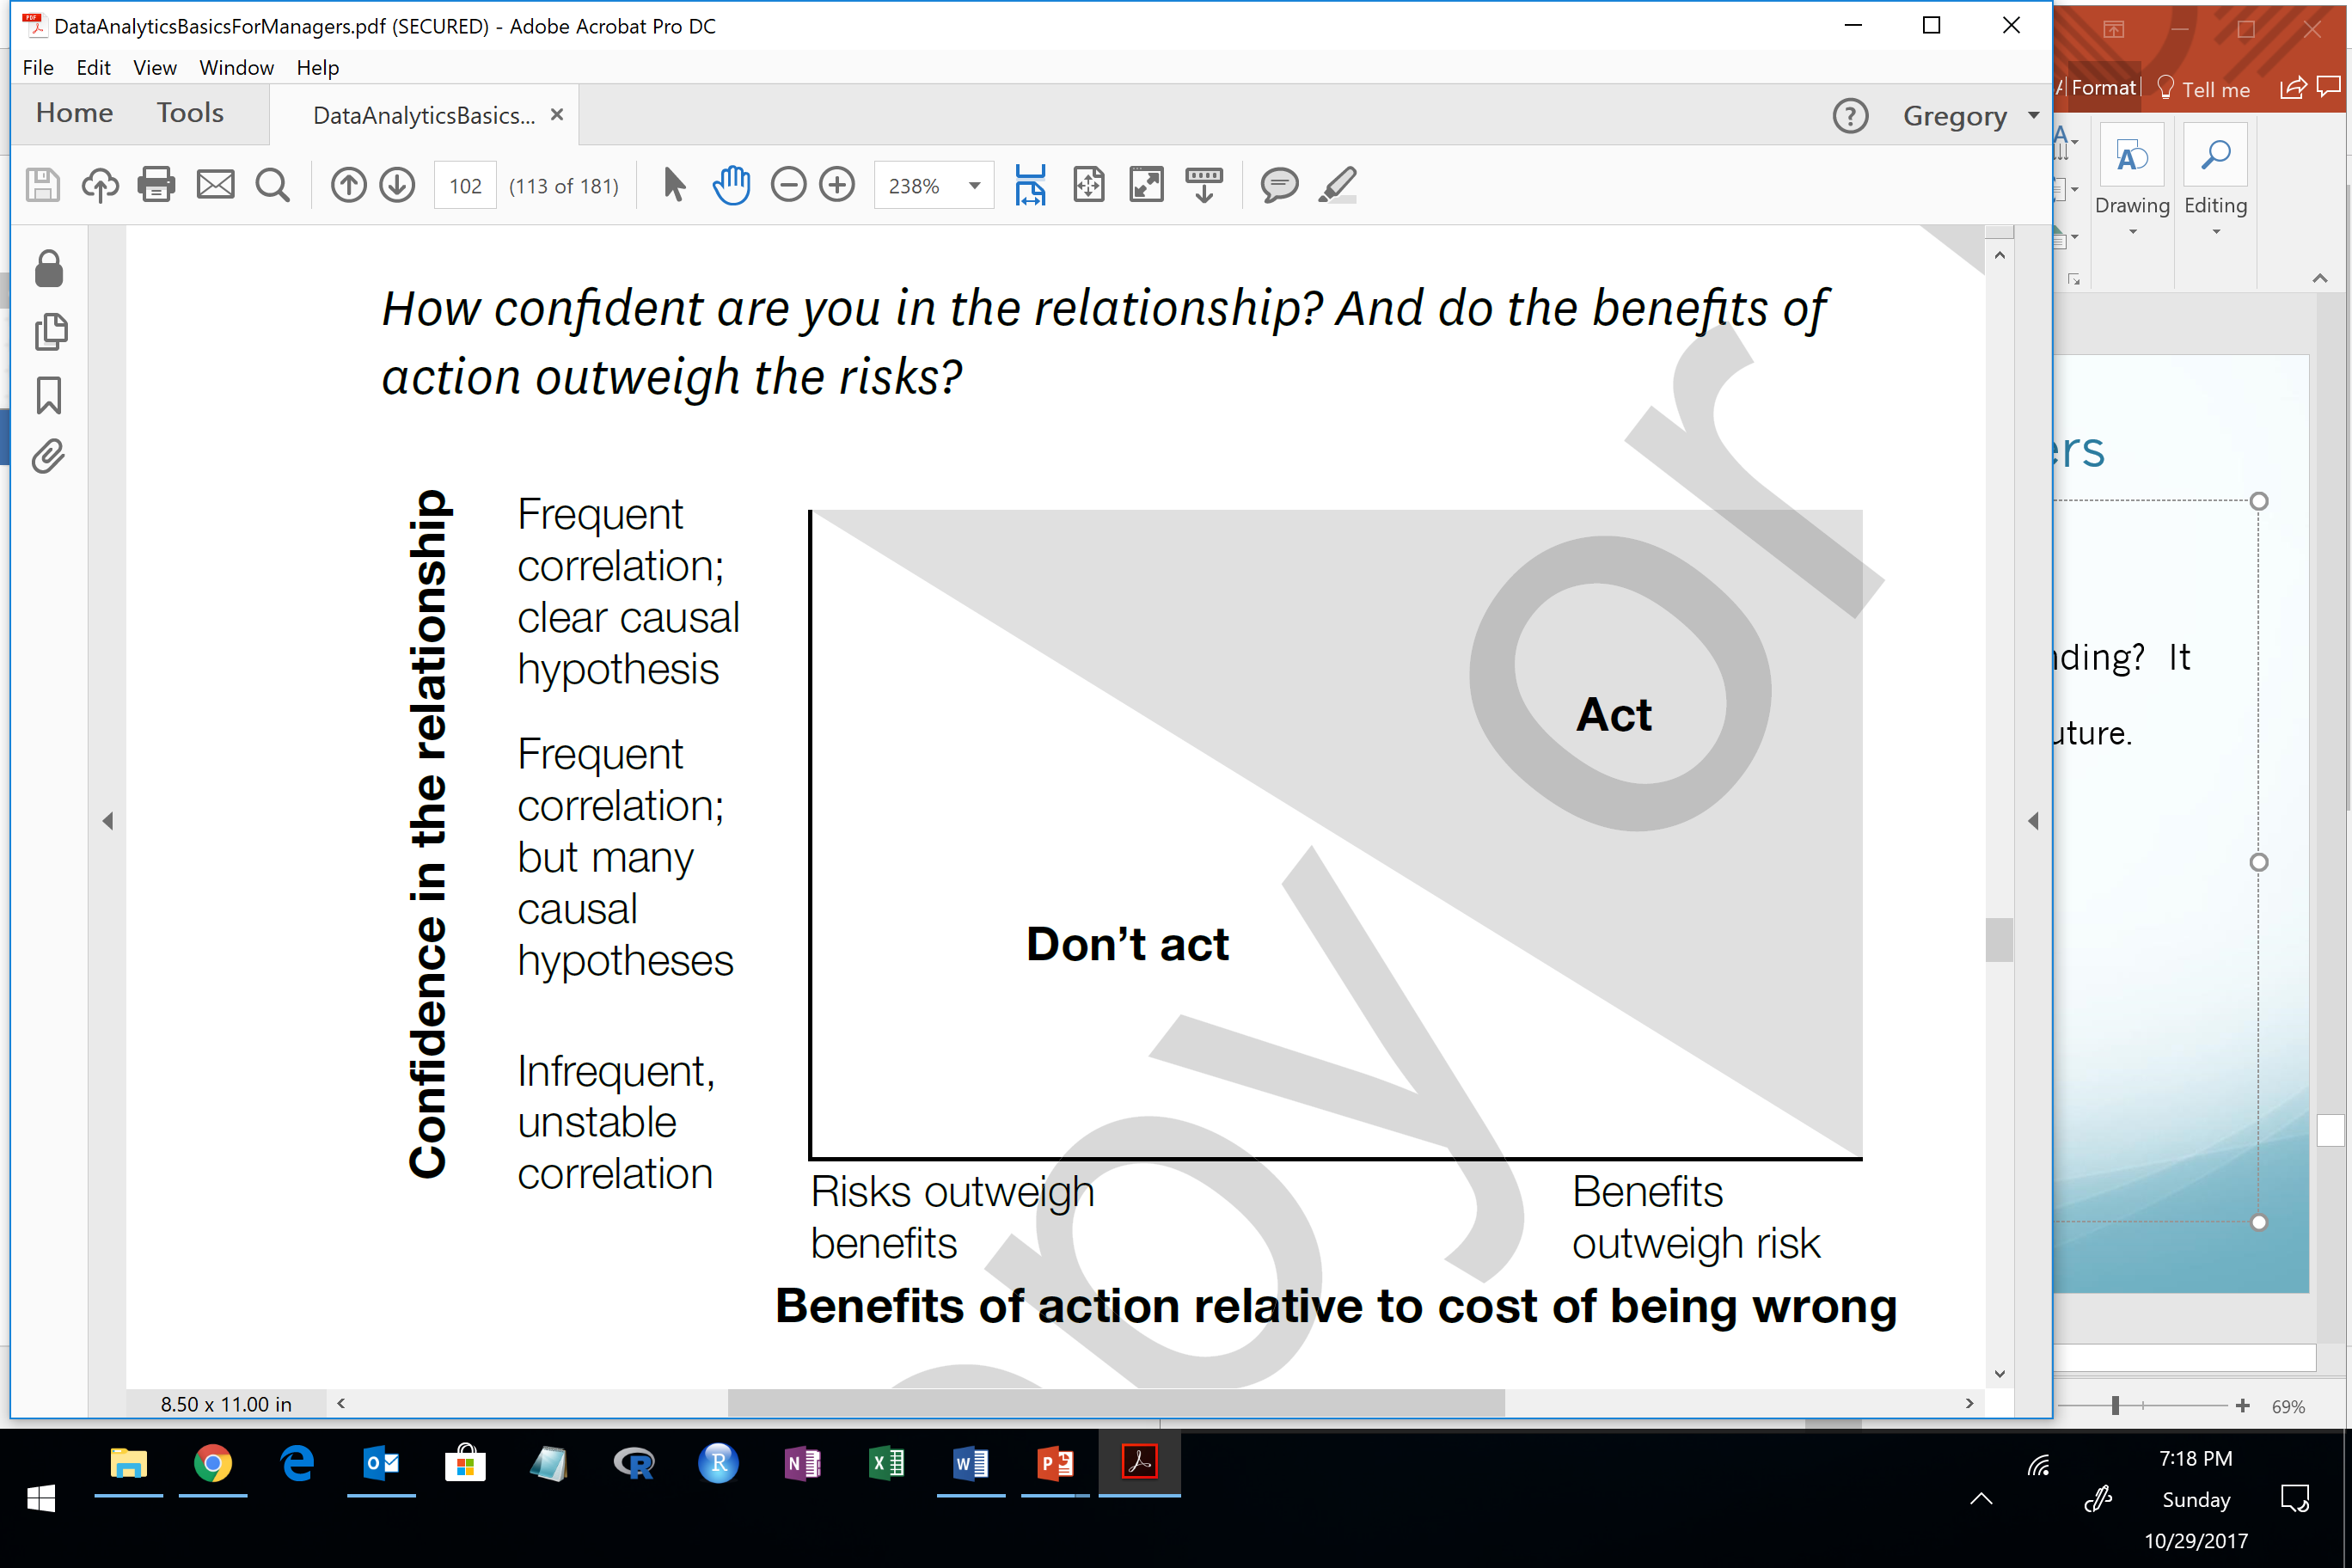 DataAnalyticsBasicsForManagers.pdf (SECURED) - Adobe Acrobat Pro DC
File Edit View Window Help
Home Tools DataAnalyticsBasics... × Gregory
Format Tell me
102 (113 of 181) 238%
Drawing Editing
How confident are you in the relationship? And do the benefits of
action outweigh the risks?
Confidence in the relationship
Frequent
correlation;
clear causal
hypothesis
Frequent
correlation;
but many
causal
hypotheses
Infrequent,
unstable
correlation
Act
Don't act
Risks outweigh
benefits
Benefits
outweigh risk
Benefits of action relative to cost of being wrong
py or
ers
nding? It
uture.
8.50 x 11.00 in
69%
7:18 PM
Sunday
10/29/2017